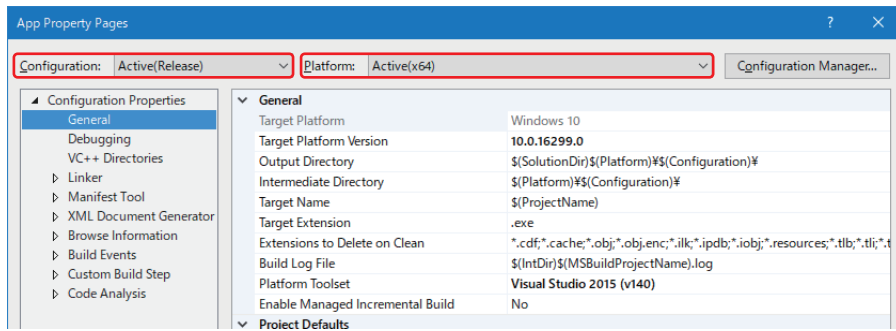 App Property Pages
Configuration: Active(Release) Platform: Active(x64) Configuration Manager...
Configuration Properties
General
Debugging
VC++ Directories
Linker
Manifest Tool
XML Document Generator
Browse Information
Build Events
Custom Build Step
Code Analysis
General
Target Platform Windows 10
Target Platform Version 10.0.16299.0
Output Directory $(SolutionDir)$(Platform)¥$(Configuration)¥
Intermediate Directory $(Platform)¥$(Configuration)¥
Target Name $(ProjectName)
Target Extension .exe
Extensions to Delete on Clean *.cdf;*.cache;*.obj;*.obj.enc;*.ilk;*.ipdb;*.iobj;*.resources;*.tlb;*.tli;*.t
Build Log File $(IntDir)$(MSBuildProjectName).log
Platform Toolset Visual Studio 2015 (v140)
Enable Managed Incremental Build No
Project Defaults